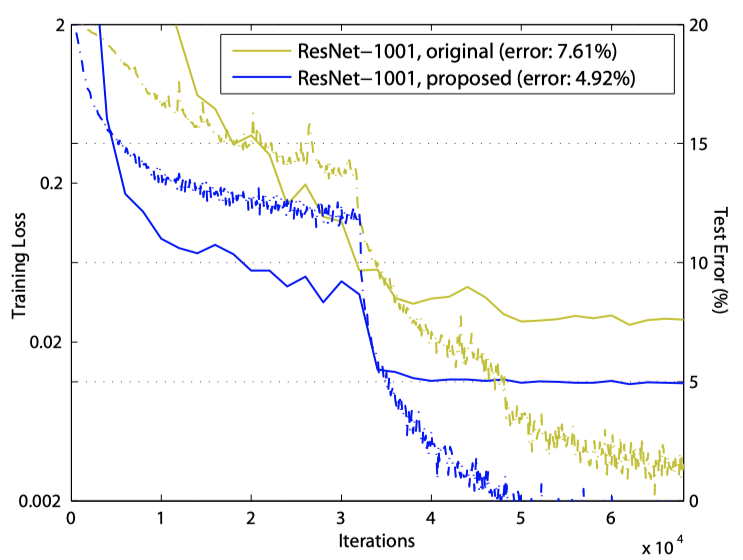 2
20
ResNet−1001, original (error: 7.61%)
ResNet−1001, proposed (error: 4.92%)
15
0.2
Training Loss
Test Error (%)
10
0.02
5
0.002
0
0
1
2
3
4
5
6
Iterations
x 10 4